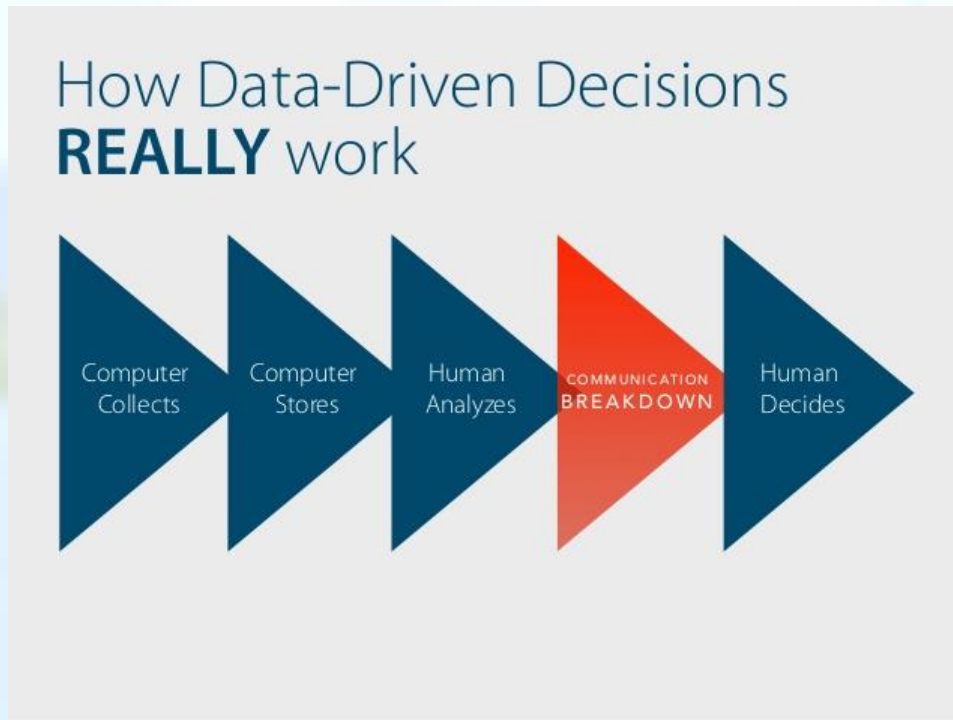 How Data-Driven Decisions
REALLY work
Computer
Collects
Computer
Stores
Human
Analyzes
COMMUNICATION
BREAKDOWN
Human
Decides